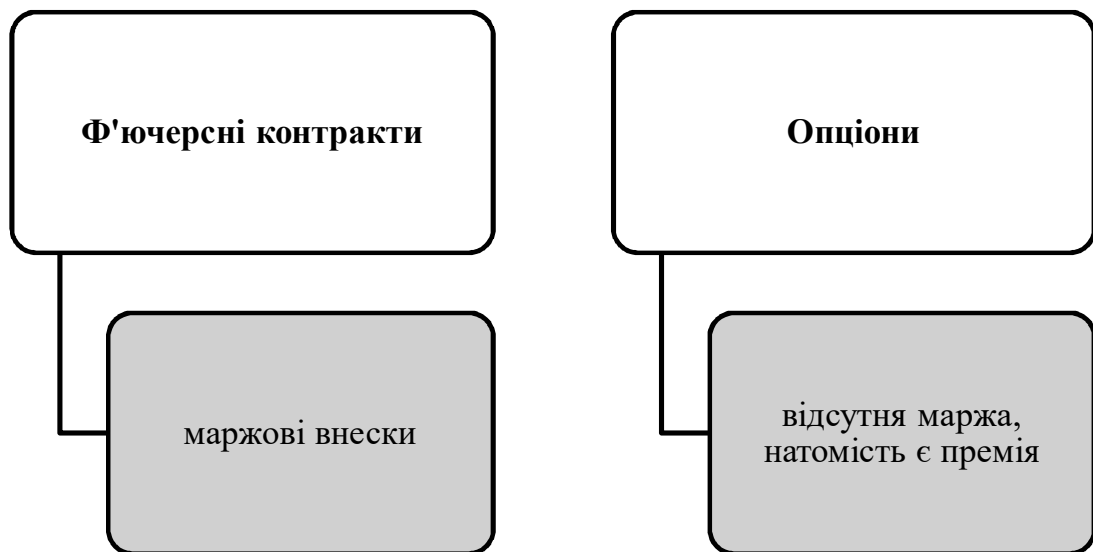 Ф'ючерсні контракти
Опціони
маржові внески
відсутня маржа,
натомість є премія